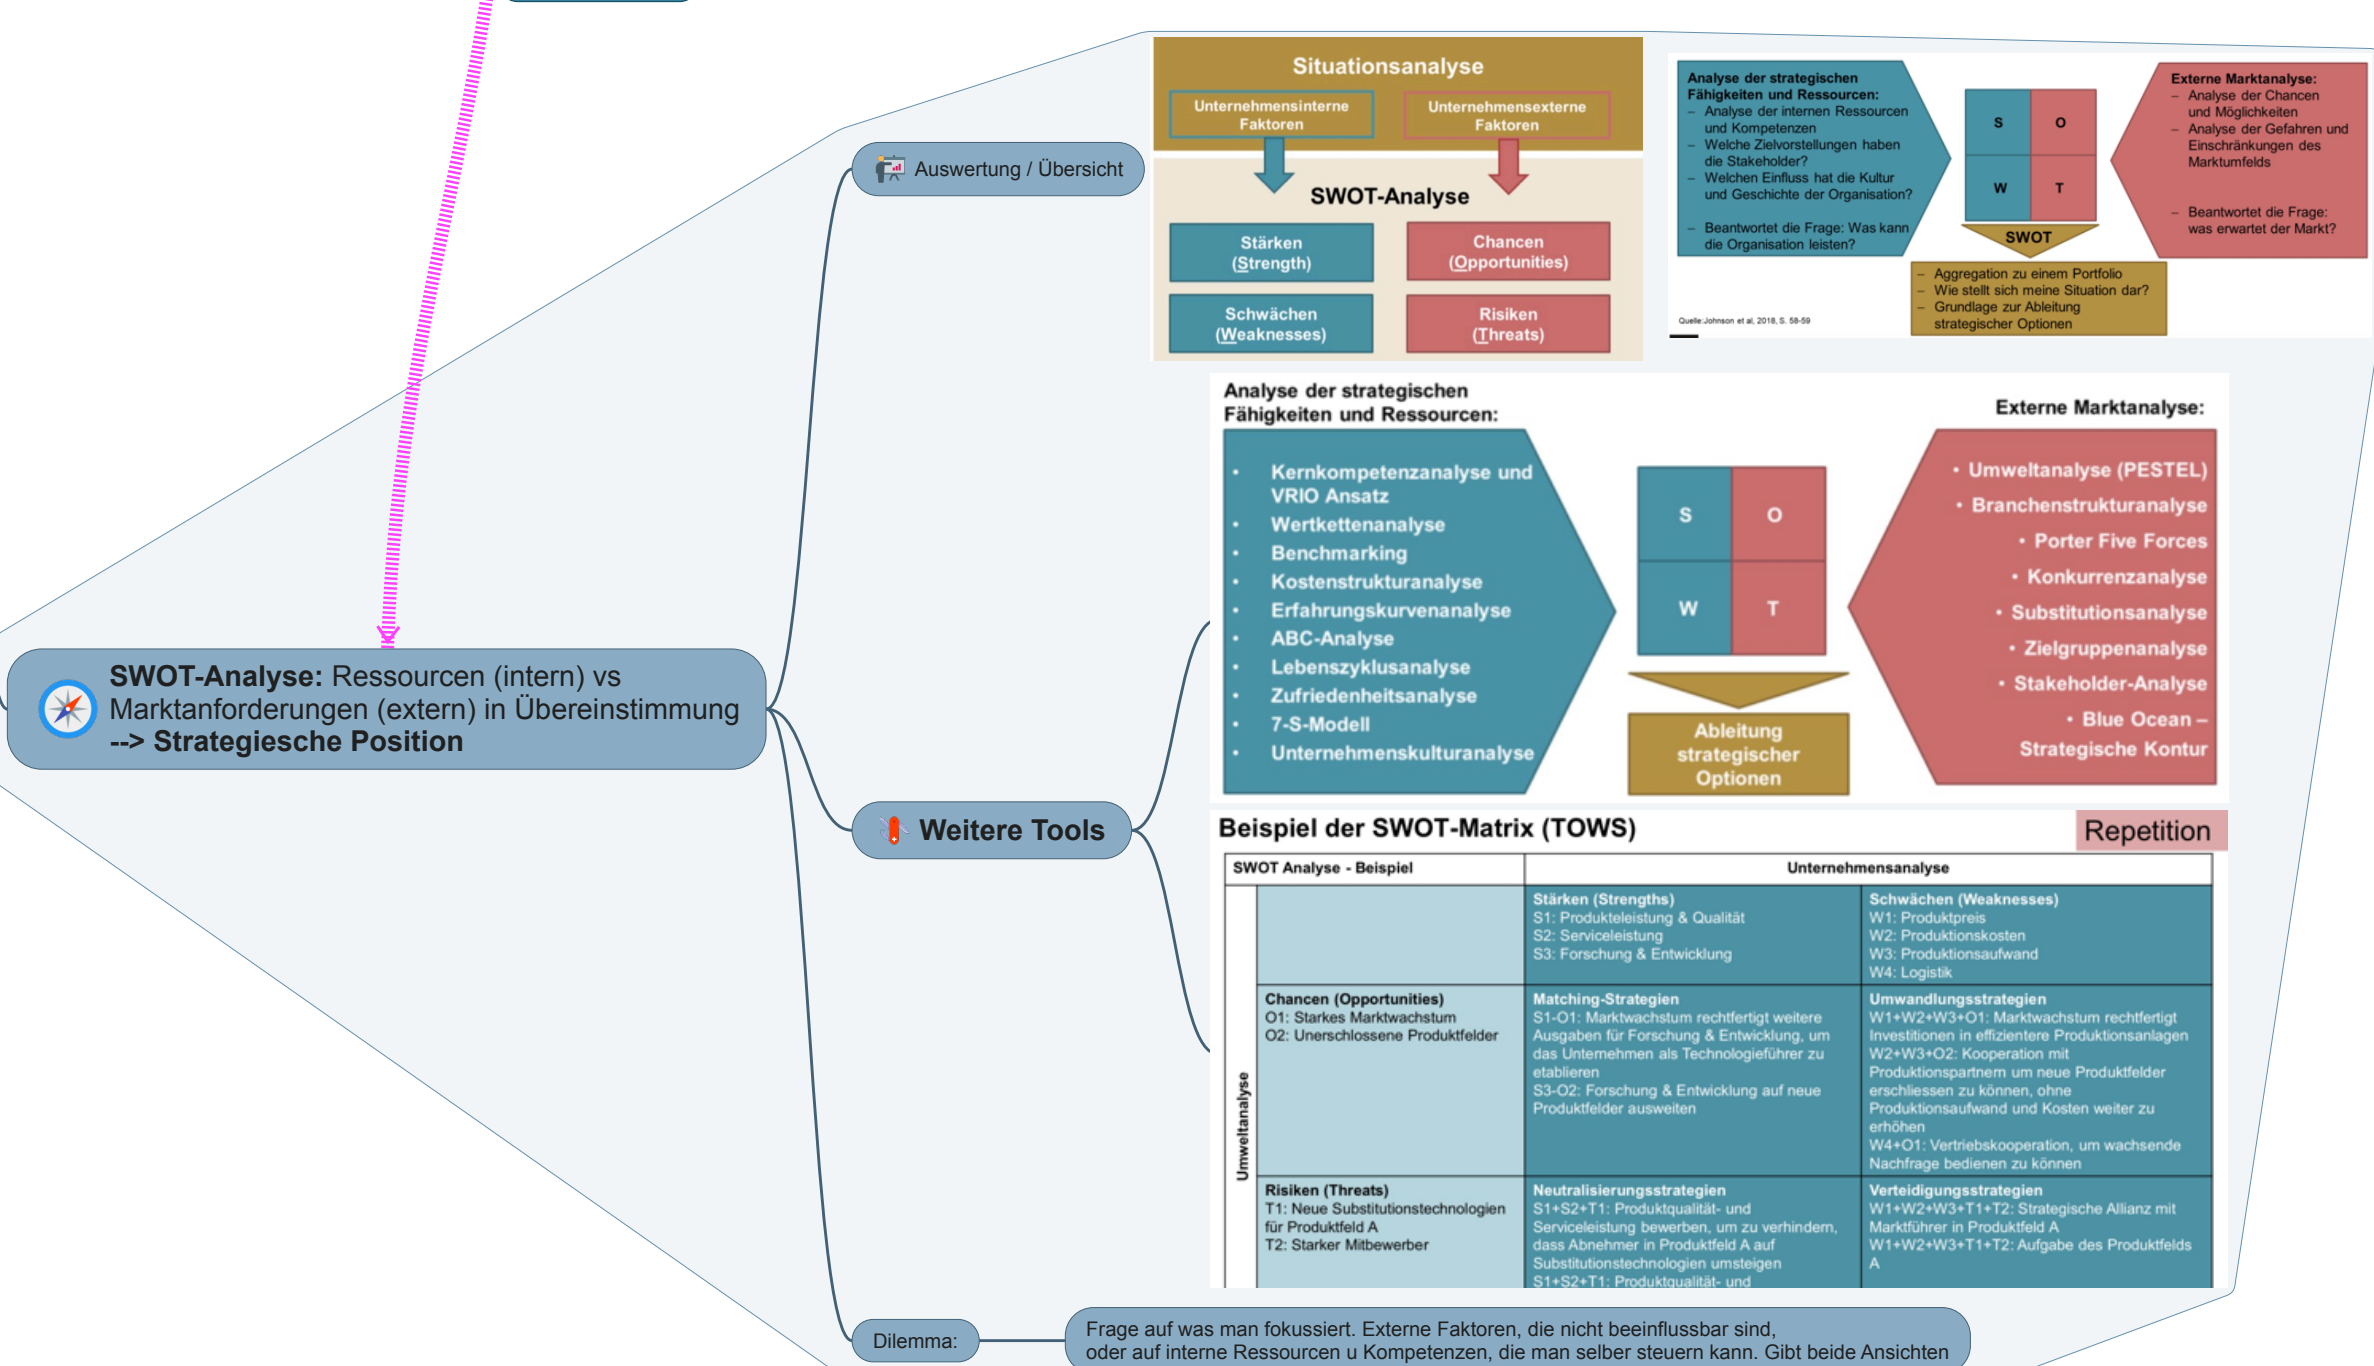 Situationsanalyse
Unternehmensinterne
Faktoren
Unternehmensexterne
Faktoren
SWOT-Analyse
Stärken
(Strength)
Chancen
(Opportunities)
Schwächen
(Weaknesses)
Risiken
(Threats)
Analyse der strategischen
Fähigkeiten und Ressourcen:
– Analyse der internen Ressourcen
und Kompetenzen
– Welche Zielvorstellungen haben
die Stakeholder?
– Welchen Einfluss hat die Kultur
und Geschichte der Organisation?
– Beantwortet die Frage: Was kann
die Organisation leisten?
S
O
W
T
SWOT
Externe Marktanalyse:
– Analyse der Chancen
und Möglichkeiten
– Analyse der Gefahren und
Einschränkungen des
Marktumfelds
– Beantwortet die Frage:
was erwartet der Markt?
– Aggregation zu einem Portfolio
– Wie stellt sich meine Situation dar?
– Grundlage zur Ableitung
strategischer Optionen
Quelle:Johnson et al, 2018, S. 58-59
Auswertung / Übersicht
Analyse der strategischen
Fähigkeiten und Ressourcen:
• Kernkompetenzanalyse und
VRIO Ansatz
• Wertkettenanalyse
• Benchmarking
• Kostenstrukturanalyse
• Erfahrungskurvenanalyse
• ABC-Analyse
• Lebenszyklusanalyse
• Zufriedenheitsanalyse
• 7-S-Modell
• Unternehmenskulturanalyse
S
O
W
T
Ableitung
strategischer
Optionen
Externe Marktanalyse:
• Umweltanalyse (PESTEL)
• Branchenstrukturanalyse
• Porter Five Forces
• Konkurrenzanalyse
• Substitutionsanalyse
• Zielgruppenanalyse
• Stakeholder-Analyse
• Blue Ocean –
Strategische Kontur
SWOT-Analyse: Ressourcen (intern) vs
Marktanforderungen (extern) in Übereinstimmung
--> Strategiesche Position
Weitere Tools
Beispiel der SWOT-Matrix (TOWS)
Repetition
SWOT Analyse - Beispiel
Unternehmensanalyse
Umweltanalyse
Stärken (Strengths)
S1: Produkteleistung & Qualität
S2: Serviceleistung
S3: Forschung & Entwicklung
Schwächen (Weaknesses)
W1: Produktpreis
W2: Produktionskosten
W3: Produktionsaufwand
W4: Logistik
Chancen (Opportunities)
O1: Starkes Marktwachstum
O2: Unerschlossene Produktfelder
Matching-Strategien
S1-O1: Marktwachstum rechtfertigt weitere
Ausgaben für Forschung & Entwicklung, um
das Unternehmen als Technologieführer zu
etablieren
S3-O2: Forschung & Entwicklung auf neue
Produktfelder ausweiten
Umwandlungsstrategien
W1+W2+W3+O1: Marktwachstum rechtfertigt
Investitionen in effizientere Produktionsanlagen
W2+W3+O2: Kooperation mit
Produktionspartnern um neue Produktfelder
erschliessen zu können, ohne
Produktionsaufwand und Kosten weiter zu
erhöhen
W4+O1: Vertriebskooperation, um wachsende
Nachfrage bedienen zu können
Risiken (Threats)
T1: Neue Substitutionstechnologien
für Produktfeld A
T2: Starker Mitbewerber
Neutralisierungsstrategien
S1+S2+T1: Produktqualität- und
Serviceleistung bewerben, um zu verhindern,
dass Abnehmer in Produktfeld A auf
Substitutionstechnologien umsteigen
S1+S2+T1: Produktqualität- und
Verteidigungsstrategien
W1+W2+W3+T1+T2: Strategische Allianz mit
Marktführer in Produktfeld A
W1+W2+W3+T1+T2: Aufgabe des Produktfelds
A
Dilemma:
Frage auf was man fokussiert. Externe Faktoren, die nicht beeinflussbar sind,
oder auf interne Ressourcen u Kompetenzen, die man selber steuern kann. Gibt beide Ansichten